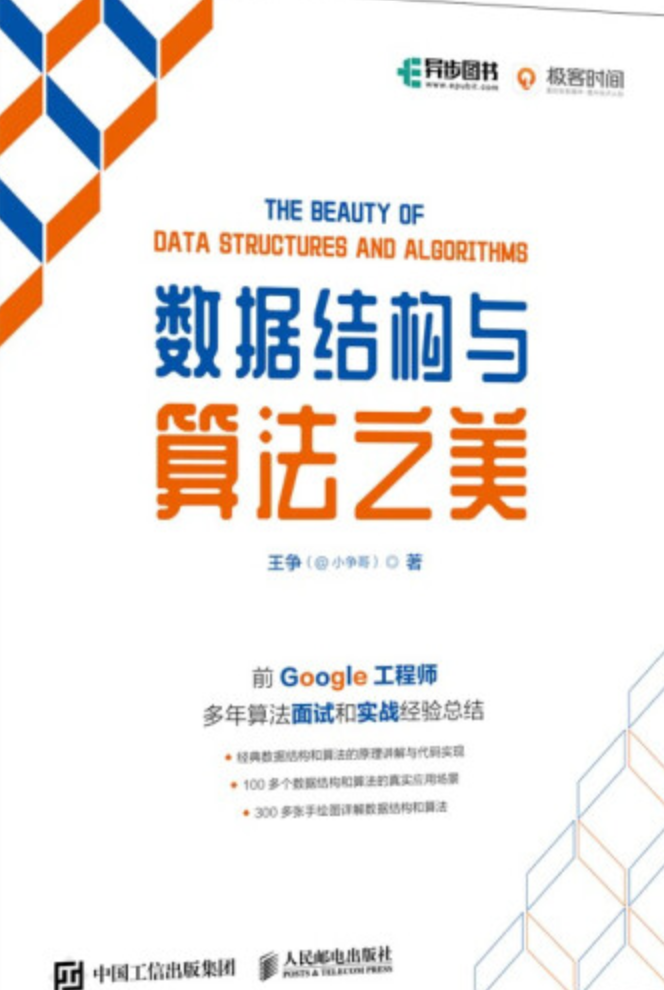 异步图书
www.epubit.com
极客时间
THE BEAUTY OF
DATA STRUCTURES AND ALGORITHMS
数据结构与
算法之美
王争(@小争哥)◎ 著
前 Google 工程师
多年算法面试和实战经验总结
◆ 经典数据结构和算法的原理讲解与代码实现
◆ 100 多个数据结构和算法的真实应用场景
◆ 300 多张手绘图详解数据结构和算法
中国工信出版集团
人民邮电出版社
POSTS & TELECOM PRESS